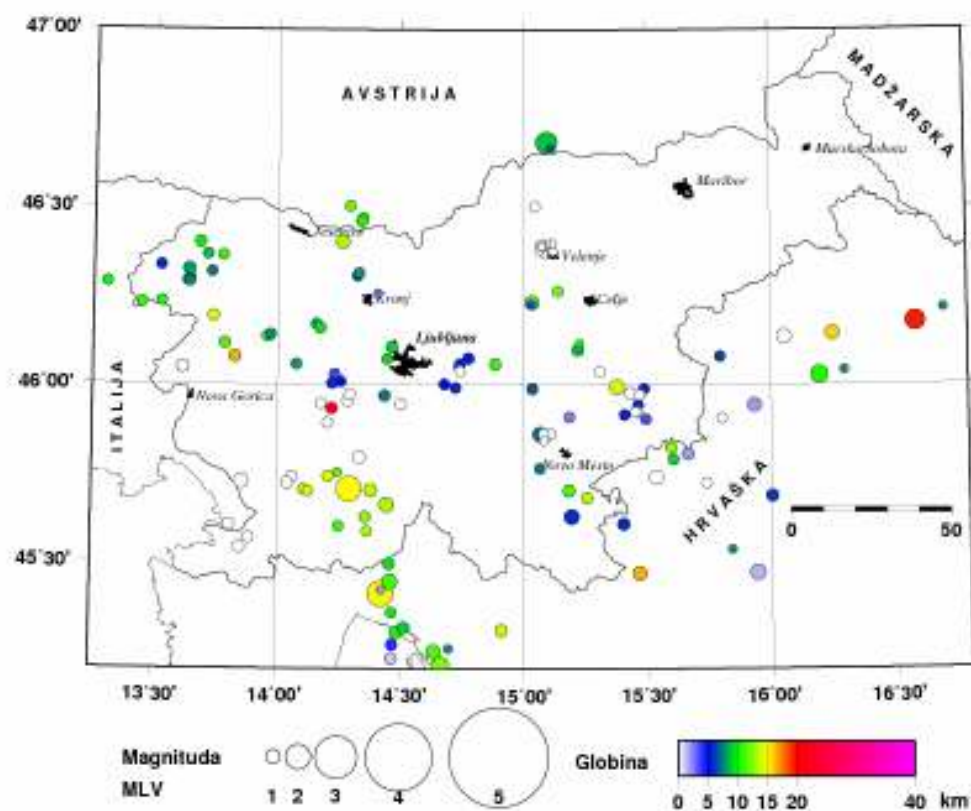 47°00'
AVSTRIJA
MADŽARSKA
Murska Sobota
Maribor
46°30'
Velenje
Kranj
Celje
Ljubljana
46°00'
ITALIJA
Nova Gorica
Novo Mesto
HRVAŠKA
0 50
45°30'
13°30' 14°00' 14°30' 15°00' 15°30' 16°00' 16°30'
Magnituda
MLV
1 2 3 4 5
Globina
0 5 10 15 20 40 km